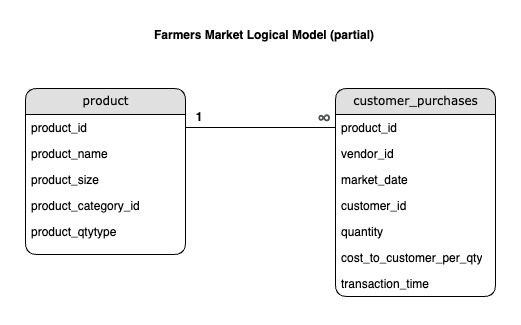 Farmers Market Logical Model (partial)
product
product_id
product_name
product_size
product_category_id
product_qtytype
1
∞
customer_purchases
product_id
vendor_id
market_date
customer_id
quantity
cost_to_customer_per_qty
transaction_time